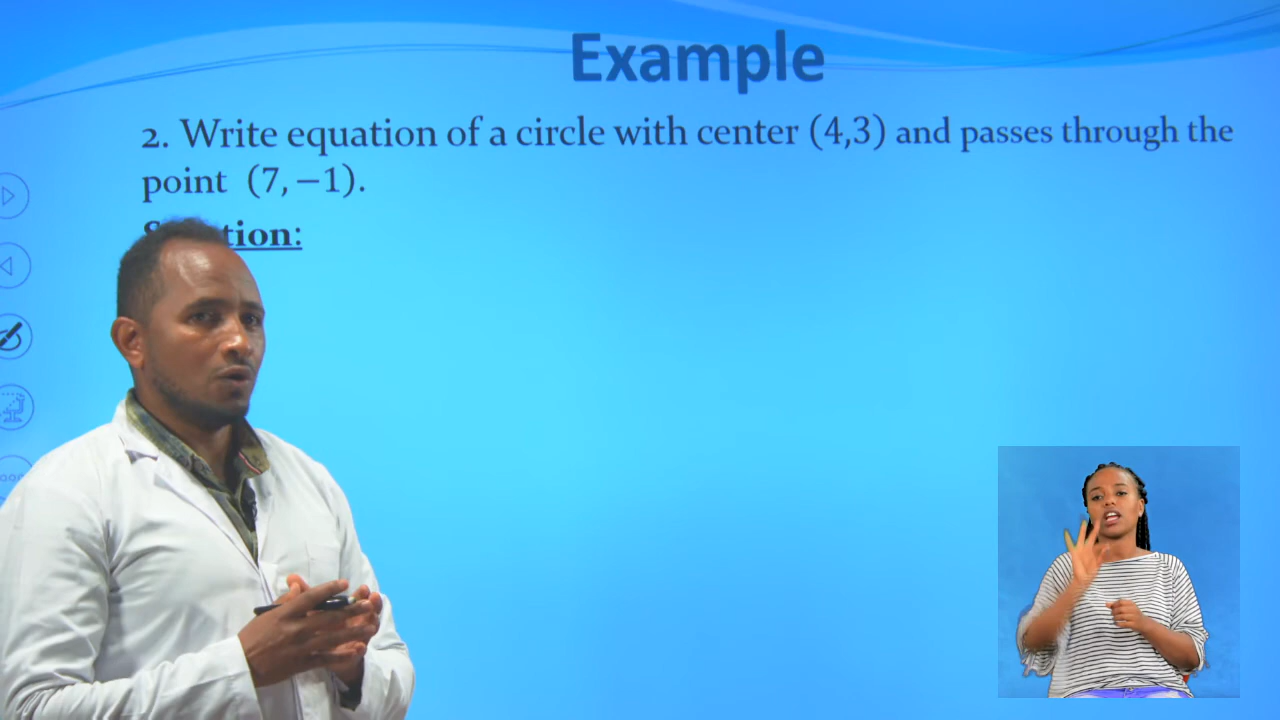 Example
2. Write equation of a circle with center (4,3) and passes through the
point (7, −1).